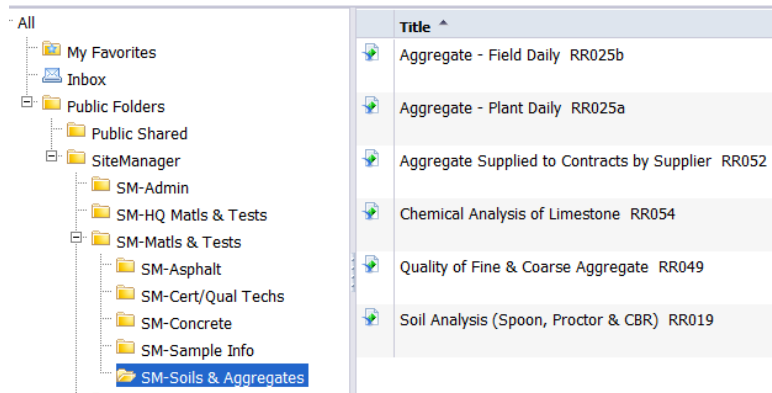 All
My Favorites
Inbox
Public Folders
Public Shared
SiteManager
SM-Admin
SM-HQ Matls & Tests
SM-Matls & Tests
SM-Asphalt
SM-Cert/Qual Techs
SM-Concrete
SM-Sample Info
SM-Soils & Aggregates
Title
Aggregate - Field Daily  RR025b
Aggregate - Plant Daily  RR025a
Aggregate Supplied to Contracts by Supplier  RR052
Chemical Analysis of Limestone  RR054
Quality of Fine & Coarse Aggregate  RR049
Soil Analysis (Spoon, Proctor & CBR)  RR019